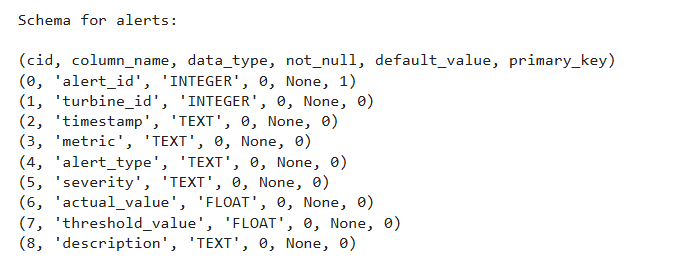 Schema for alerts:
(cid, column_name, data_type, not_null, default_value, primary_key)
(0, 'alert_id', 'INTEGER', 0, None, 1)
(1, 'turbine_id', 'INTEGER', 0, None, 0)
(2, 'timestamp', 'TEXT', 0, None, 0)
(3, 'metric', 'TEXT', 0, None, 0)
(4, 'alert_type', 'TEXT', 0, None, 0)
(5, 'severity', 'TEXT', 0, None, 0)
(6, 'actual_value', 'FLOAT', 0, None, 0)
(7, 'threshold_value', 'FLOAT', 0, None, 0)
(8, 'description', 'TEXT', 0, None, 0)